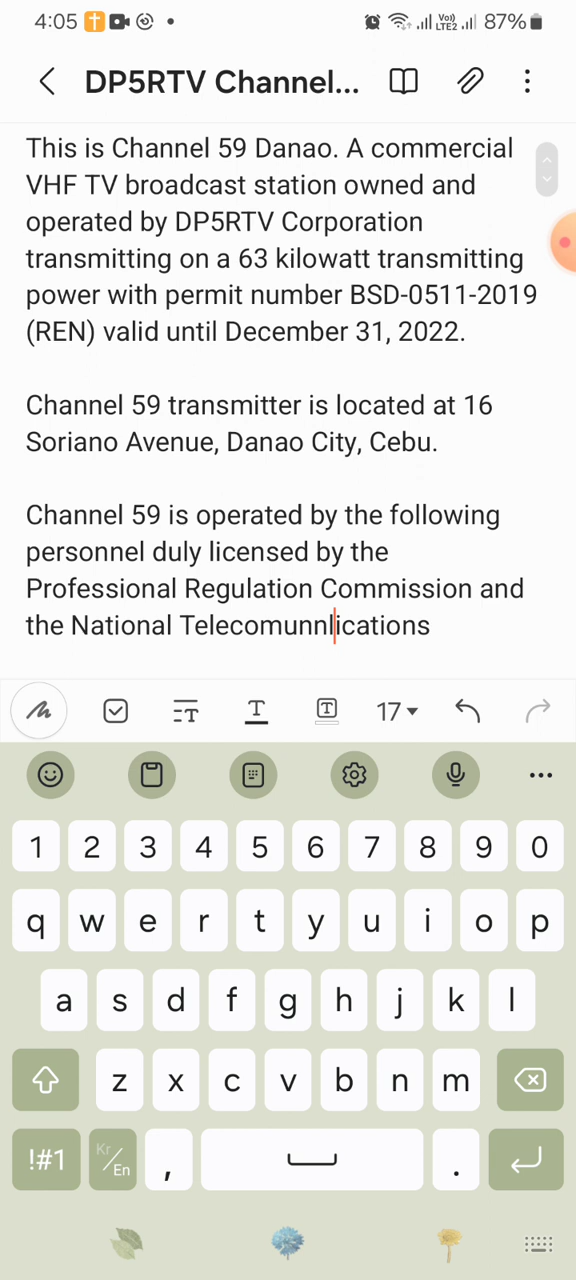 4:05
Vo) LTE2 87%
DP5RTV Channel...
This is Channel 59 Danao. A commercial
VHF TV broadcast station owned and
operated by DP5RTV Corporation
transmitting on a 63 kilowatt transmitting
power with permit number BSD-0511-2019
(REN) valid until December 31, 2022.
Channel 59 transmitter is located at 16
Soriano Avenue, Danao City, Cebu.
Channel 59 is operated by the following
personnel duly licensed by the
Professional Regulation Commission and
the National Telecomunnlications
T T T 17
1 2 3 4 5 6 7 8 9 0
q w e r t y u i o p
a s d f g h j k l
z x c v b n m
!#1 Kr/En , .